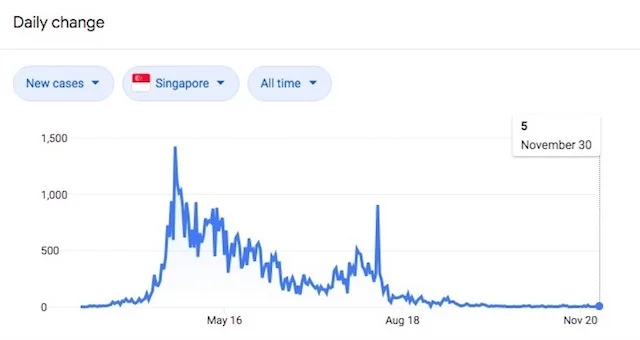 Daily change
New cases Singapore All time
5
November 30
1,500
1,000
500
0
May 16 Aug 18 Nov 20